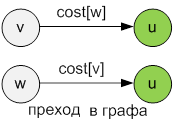 cost[w]
v u
cost[v]
w u
преход в графа